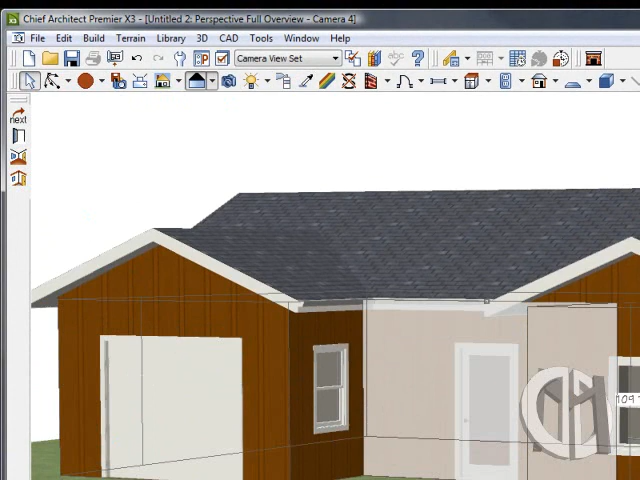 Chief Architect Premier X3 - [Untitled 2: Perspective Full Overview - Camera 4]
File Edit Build Terrain Library 3D CAD Tools Window Help
Camera View Set
next